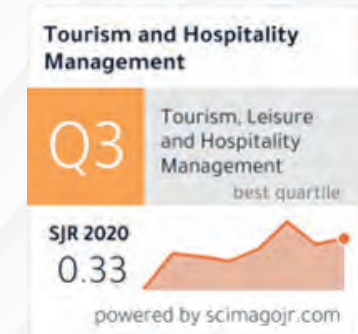 Tourism and Hospitality
Management
Q3
Tourism, Leisure
and Hospitality
Management
best quartile
SJR 2020
0.33
powered by scimagojr.com